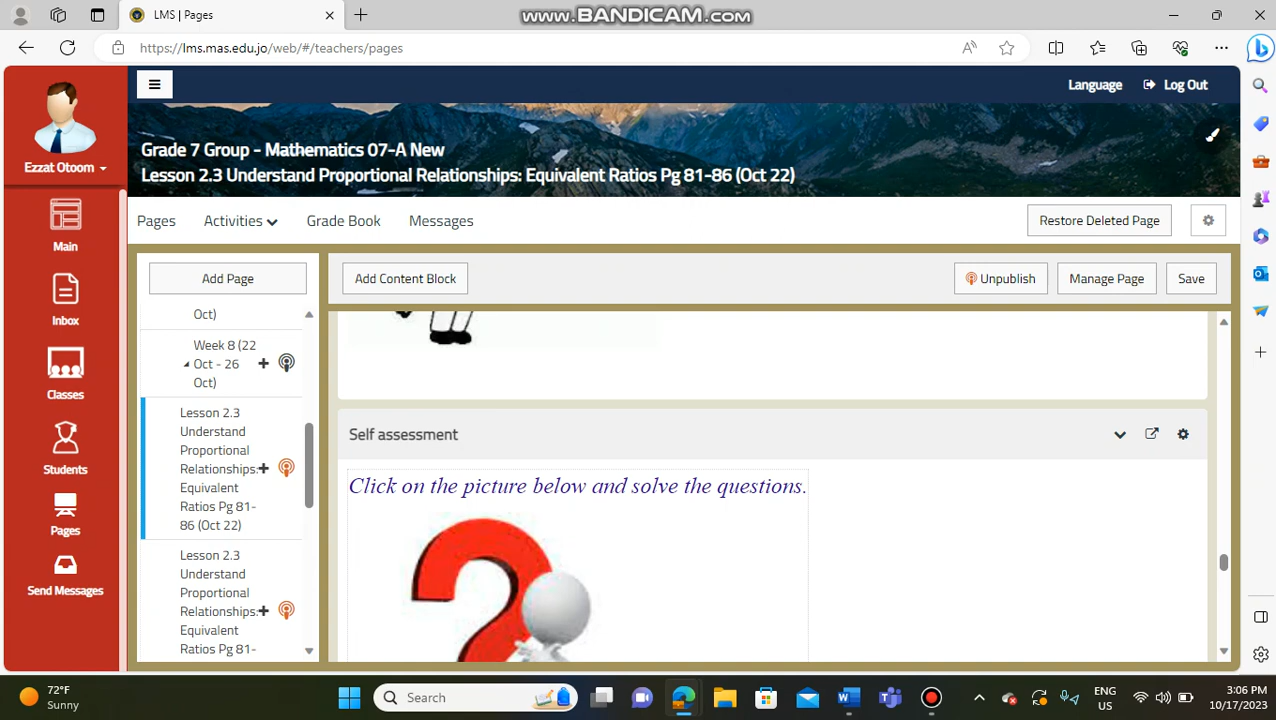 LMS | Pages
www.BANDICAM.com
https://lms.mas.edu.jo/web/#/teachers/pages
Language
Log Out
Grade 7 Group - Mathematics 07-A New
Lesson 2.3 Understand Proportional Relationships: Equivalent Ratios Pg 81-86 (Oct 22)
Ezzat Otoom
Main
Inbox
Classes
Students
Pages
Send Messages
Pages
Activities
Grade Book
Messages
Restore Deleted Page
Add Page
Add Content Block
Unpublish
Manage Page
Save
Oct)
Week 8 (22
Oct - 26
Oct)
Lesson 2.3
Understand
Proportional
Relationships:
Equivalent
Ratios Pg 81-
86 (Oct 22)
Lesson 2.3
Understand
Proportional
Relationships:
Equivalent
Ratios Pg 81-
Self assessment
Click on the picture below and solve the questions.
72°F
Sunny
Search
ENG
US
3:06 PM
10/17/2023